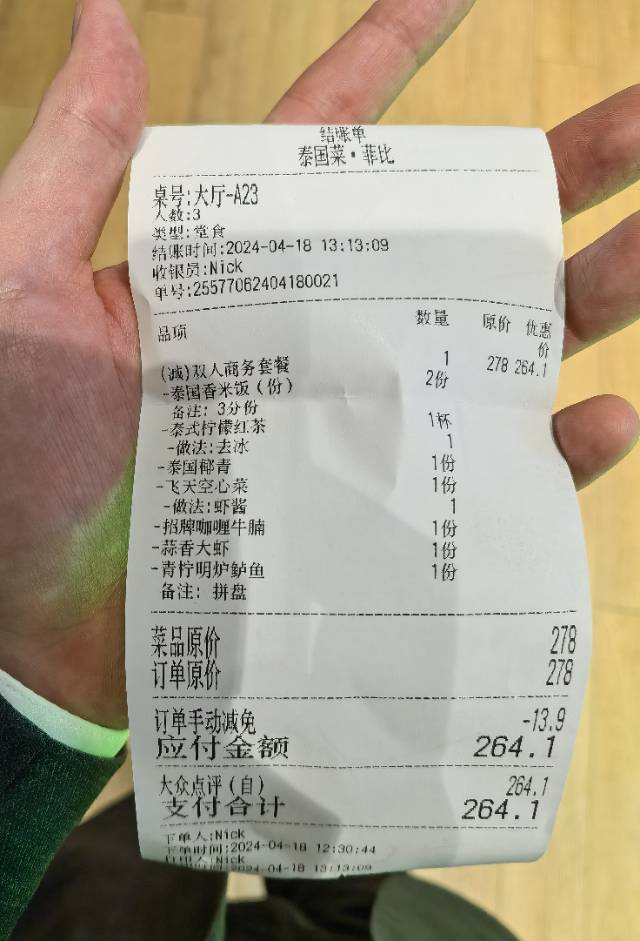 结账单
泰国菜·菲比
桌号:大厅-A23
人数:3
类型:堂食
结账时间:2024-04-18 13:13:09
收银员:Nick
单号:25577062404180021
品项 数量 原价 优惠价
(减)双人商务套餐 1 278 264.1
-泰国香米饭(份) 2份
备注: 3分份
-泰式柠檬红茶 1杯
-做法:去冰 1
-泰国椰青 1份
-飞天空心菜 1份
-做法:虾酱 1
-招牌咖喱牛腩 1份
-蒜香大虾 1份
-青柠明炉鲈鱼 1份
备注: 拼盘
菜品原价 278
订单原价 278
订单手动减免 -13.9
应付金额 264.1
大众点评(自) 264.1
支付合计 264.1
下单人:Nick
下单时间:2024-04-18 12:30:44
:Nick
时间:2024-04-18 13:13:09